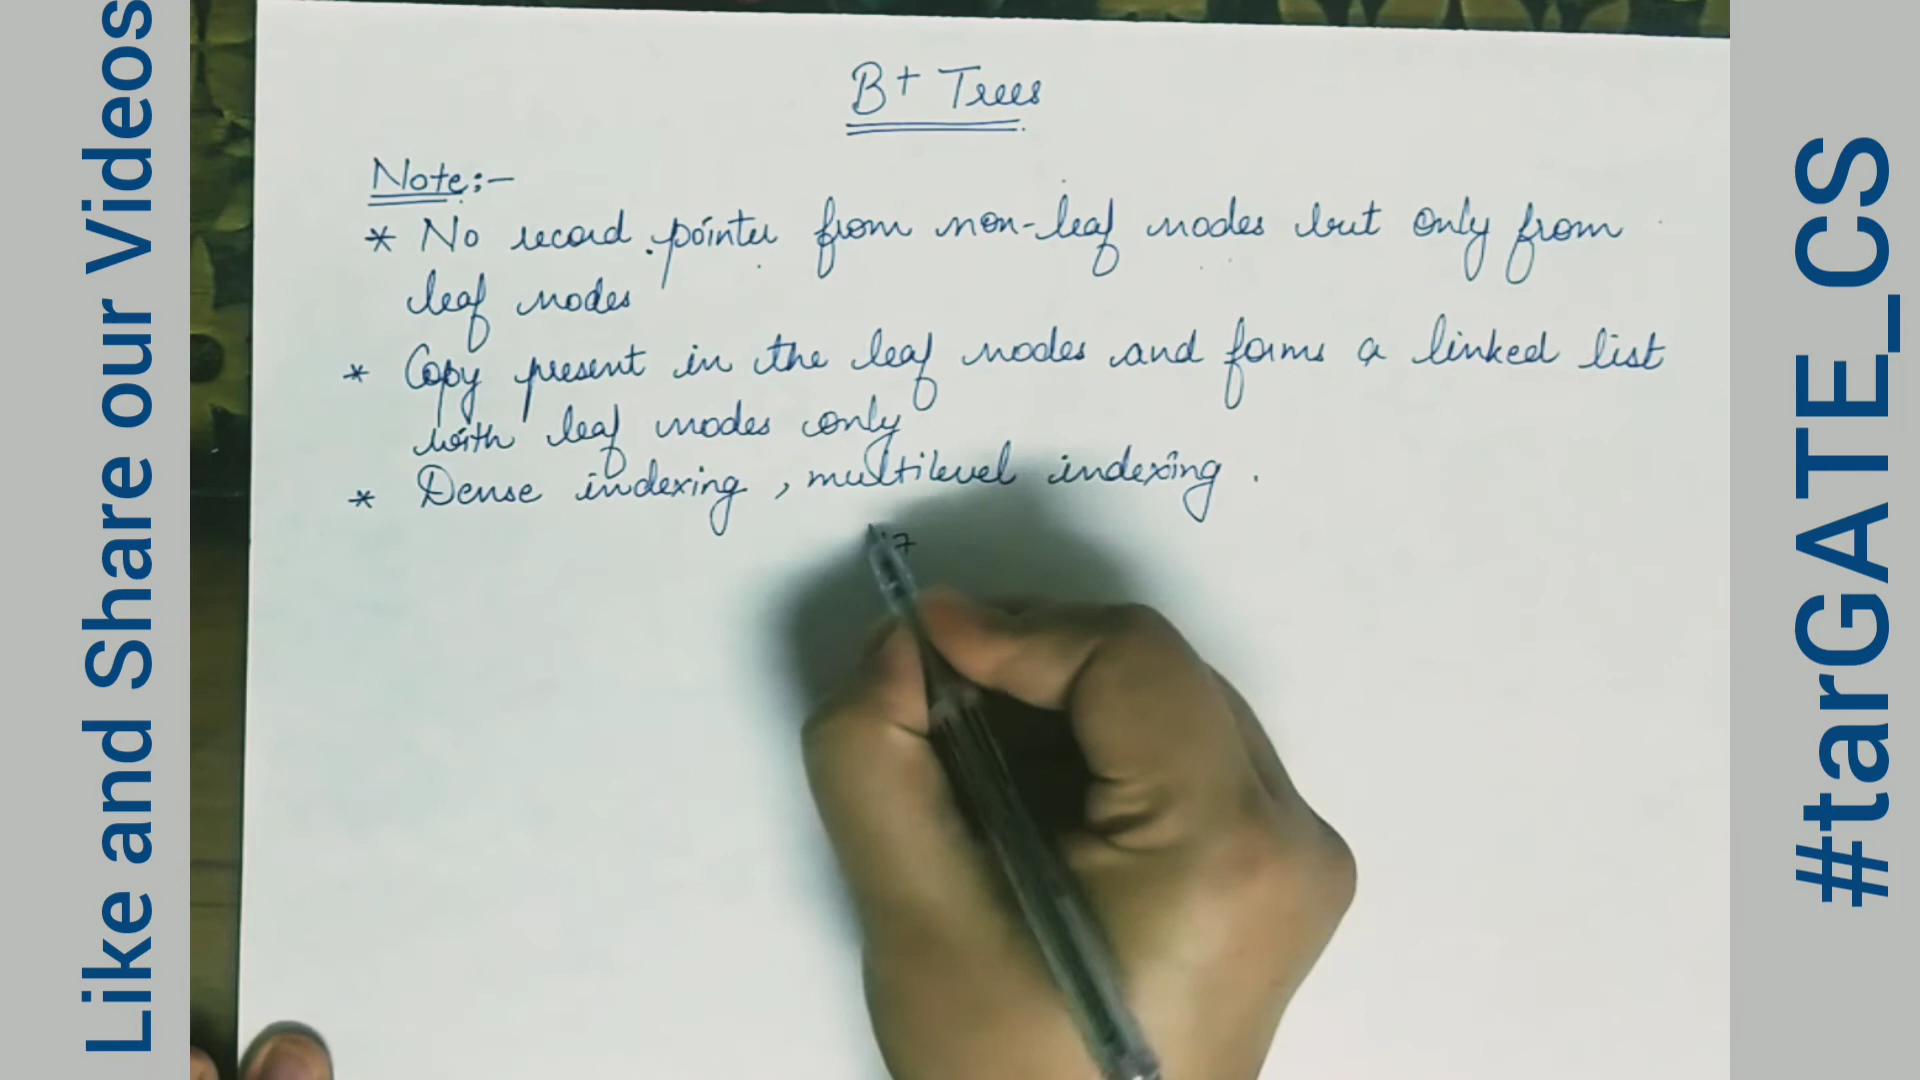 Like and Share our Videos
B+ Trees
Note:-
* No record pointer from non-leaf nodes but only from
leaf nodes
* Copy present in the leaf nodes and forms a linked list
with leaf nodes only
* Dense indexing, multilevel indexing.
#tarGATE_CS